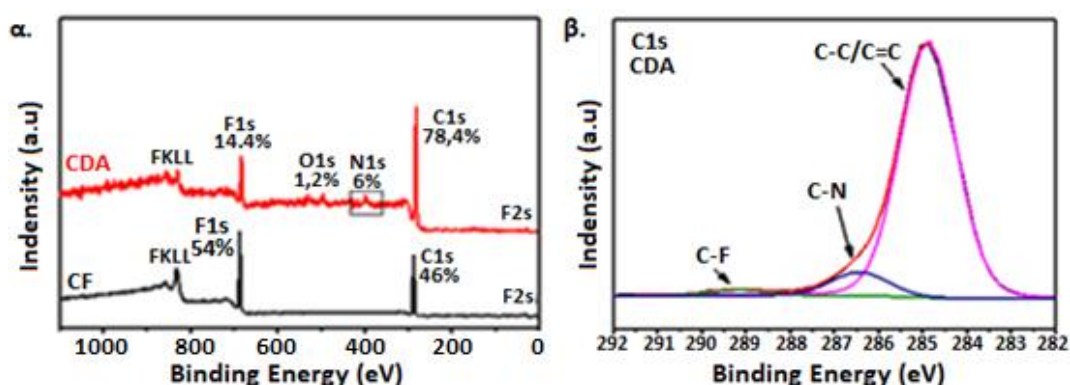 α.
C1s
78,4%
F1s
14.4%
O1s
1,2%
N1s
6%
FKLL
CDA
F2s
F1s
54%
FKLL
C1s
46%
CF
F2s
Indensity (a.u)
1000
800
600
400
200
0
Binding Energy (eV)
β.
C1s
CDA
C-C/C=C
C-N
C-F
Indensity (a.u)
292
291
290
289
288
287
286
285
284
283
282
Binding Energy (eV)